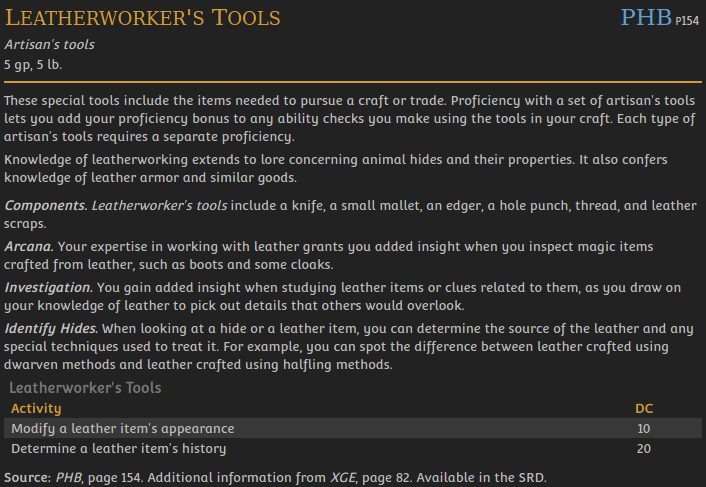 LEATHERWORKER'S TOOLS PHB P154
Artisan's tools
5 gp, 5 lb.
These special tools include the items needed to pursue a craft or trade. Proficiency with a set of artisan's tools
lets you add your proficiency bonus to any ability checks you make using the tools in your craft. Each type of
artisan's tools requires a separate proficiency.
Knowledge of leatherworking extends to lore concerning animal hides and their properties. It also confers
knowledge of leather armor and similar goods.
Components. Leatherworker's tools include a knife, a small mallet, an edger, a hole punch, thread, and leather
scraps.
Arcana. Your expertise in working with leather grants you added insight when you inspect magic items
crafted from leather, such as boots and some cloaks.
Investigation. You gain added insight when studying leather items or clues related to them, as you draw on
your knowledge of leather to pick out details that others would overlook.
Identify Hides. When looking at a hide or a leather item, you can determine the source of the leather and any
special techniques used to treat it. For example, you can spot the difference between leather crafted using
dwarven methods and leather crafted using halfling methods.
Leatherworker's Tools
Activity DC
Modify a leather item's appearance 10
Determine a leather item's history 20
Source: PHB, page 154. Additional information from XGE, page 82. Available in the SRD.